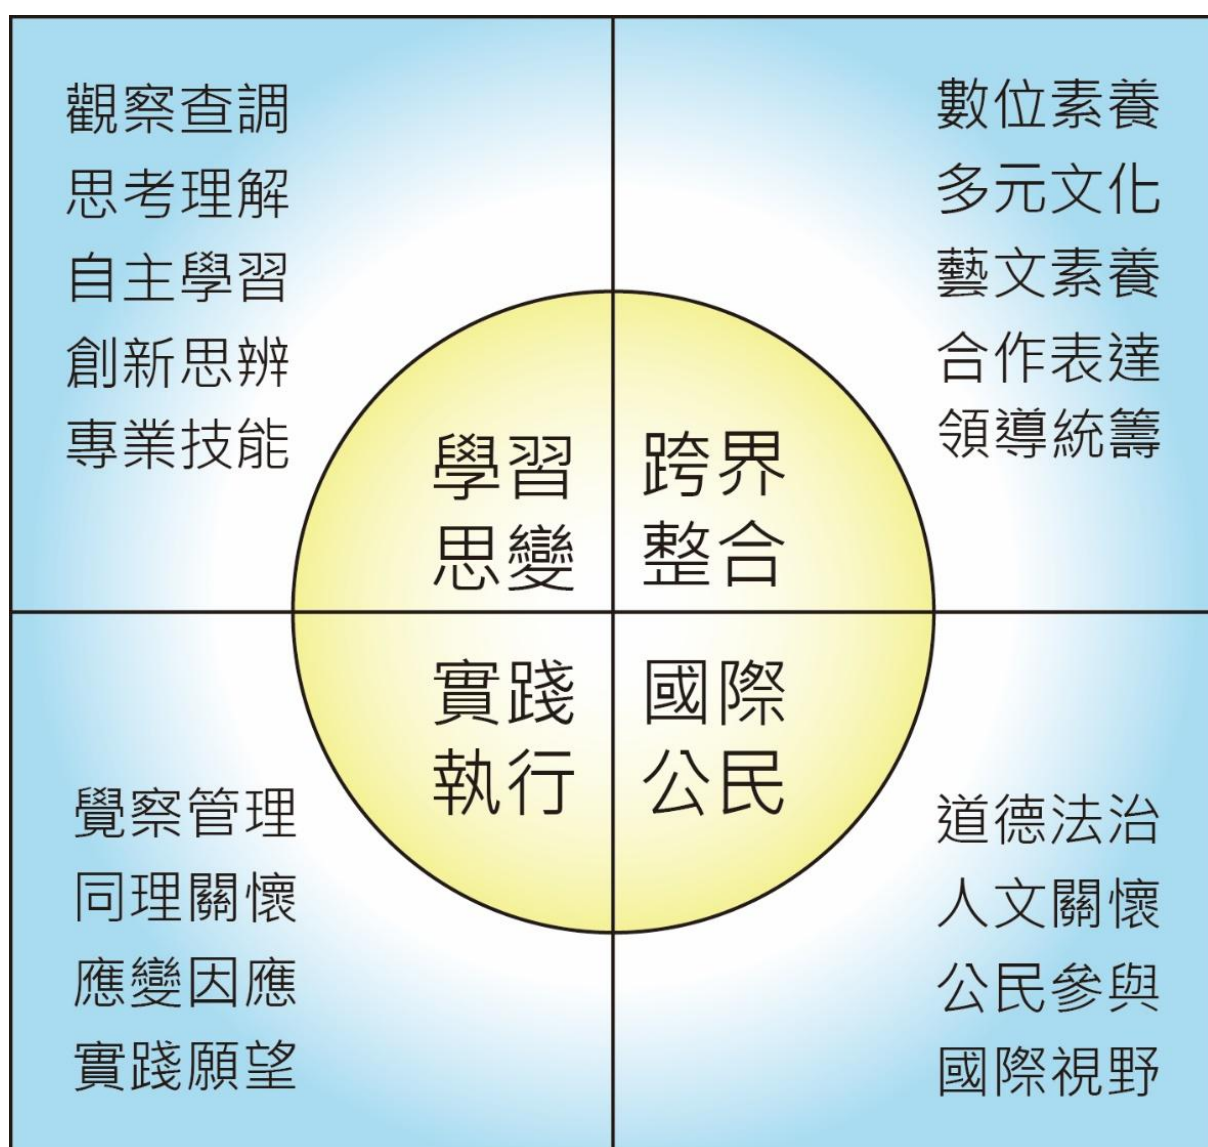 觀察查調
思考理解
自主學習
創新思辨
專業技能
學習
思變
數位素養
多元文化
藝文素養
合作表達
領導統籌
跨界
整合
實踐
執行
覺察管理
同理關懷
應變因應
實踐願望
國際
公民
道德法治
人文關懷
公民參與
國際視野